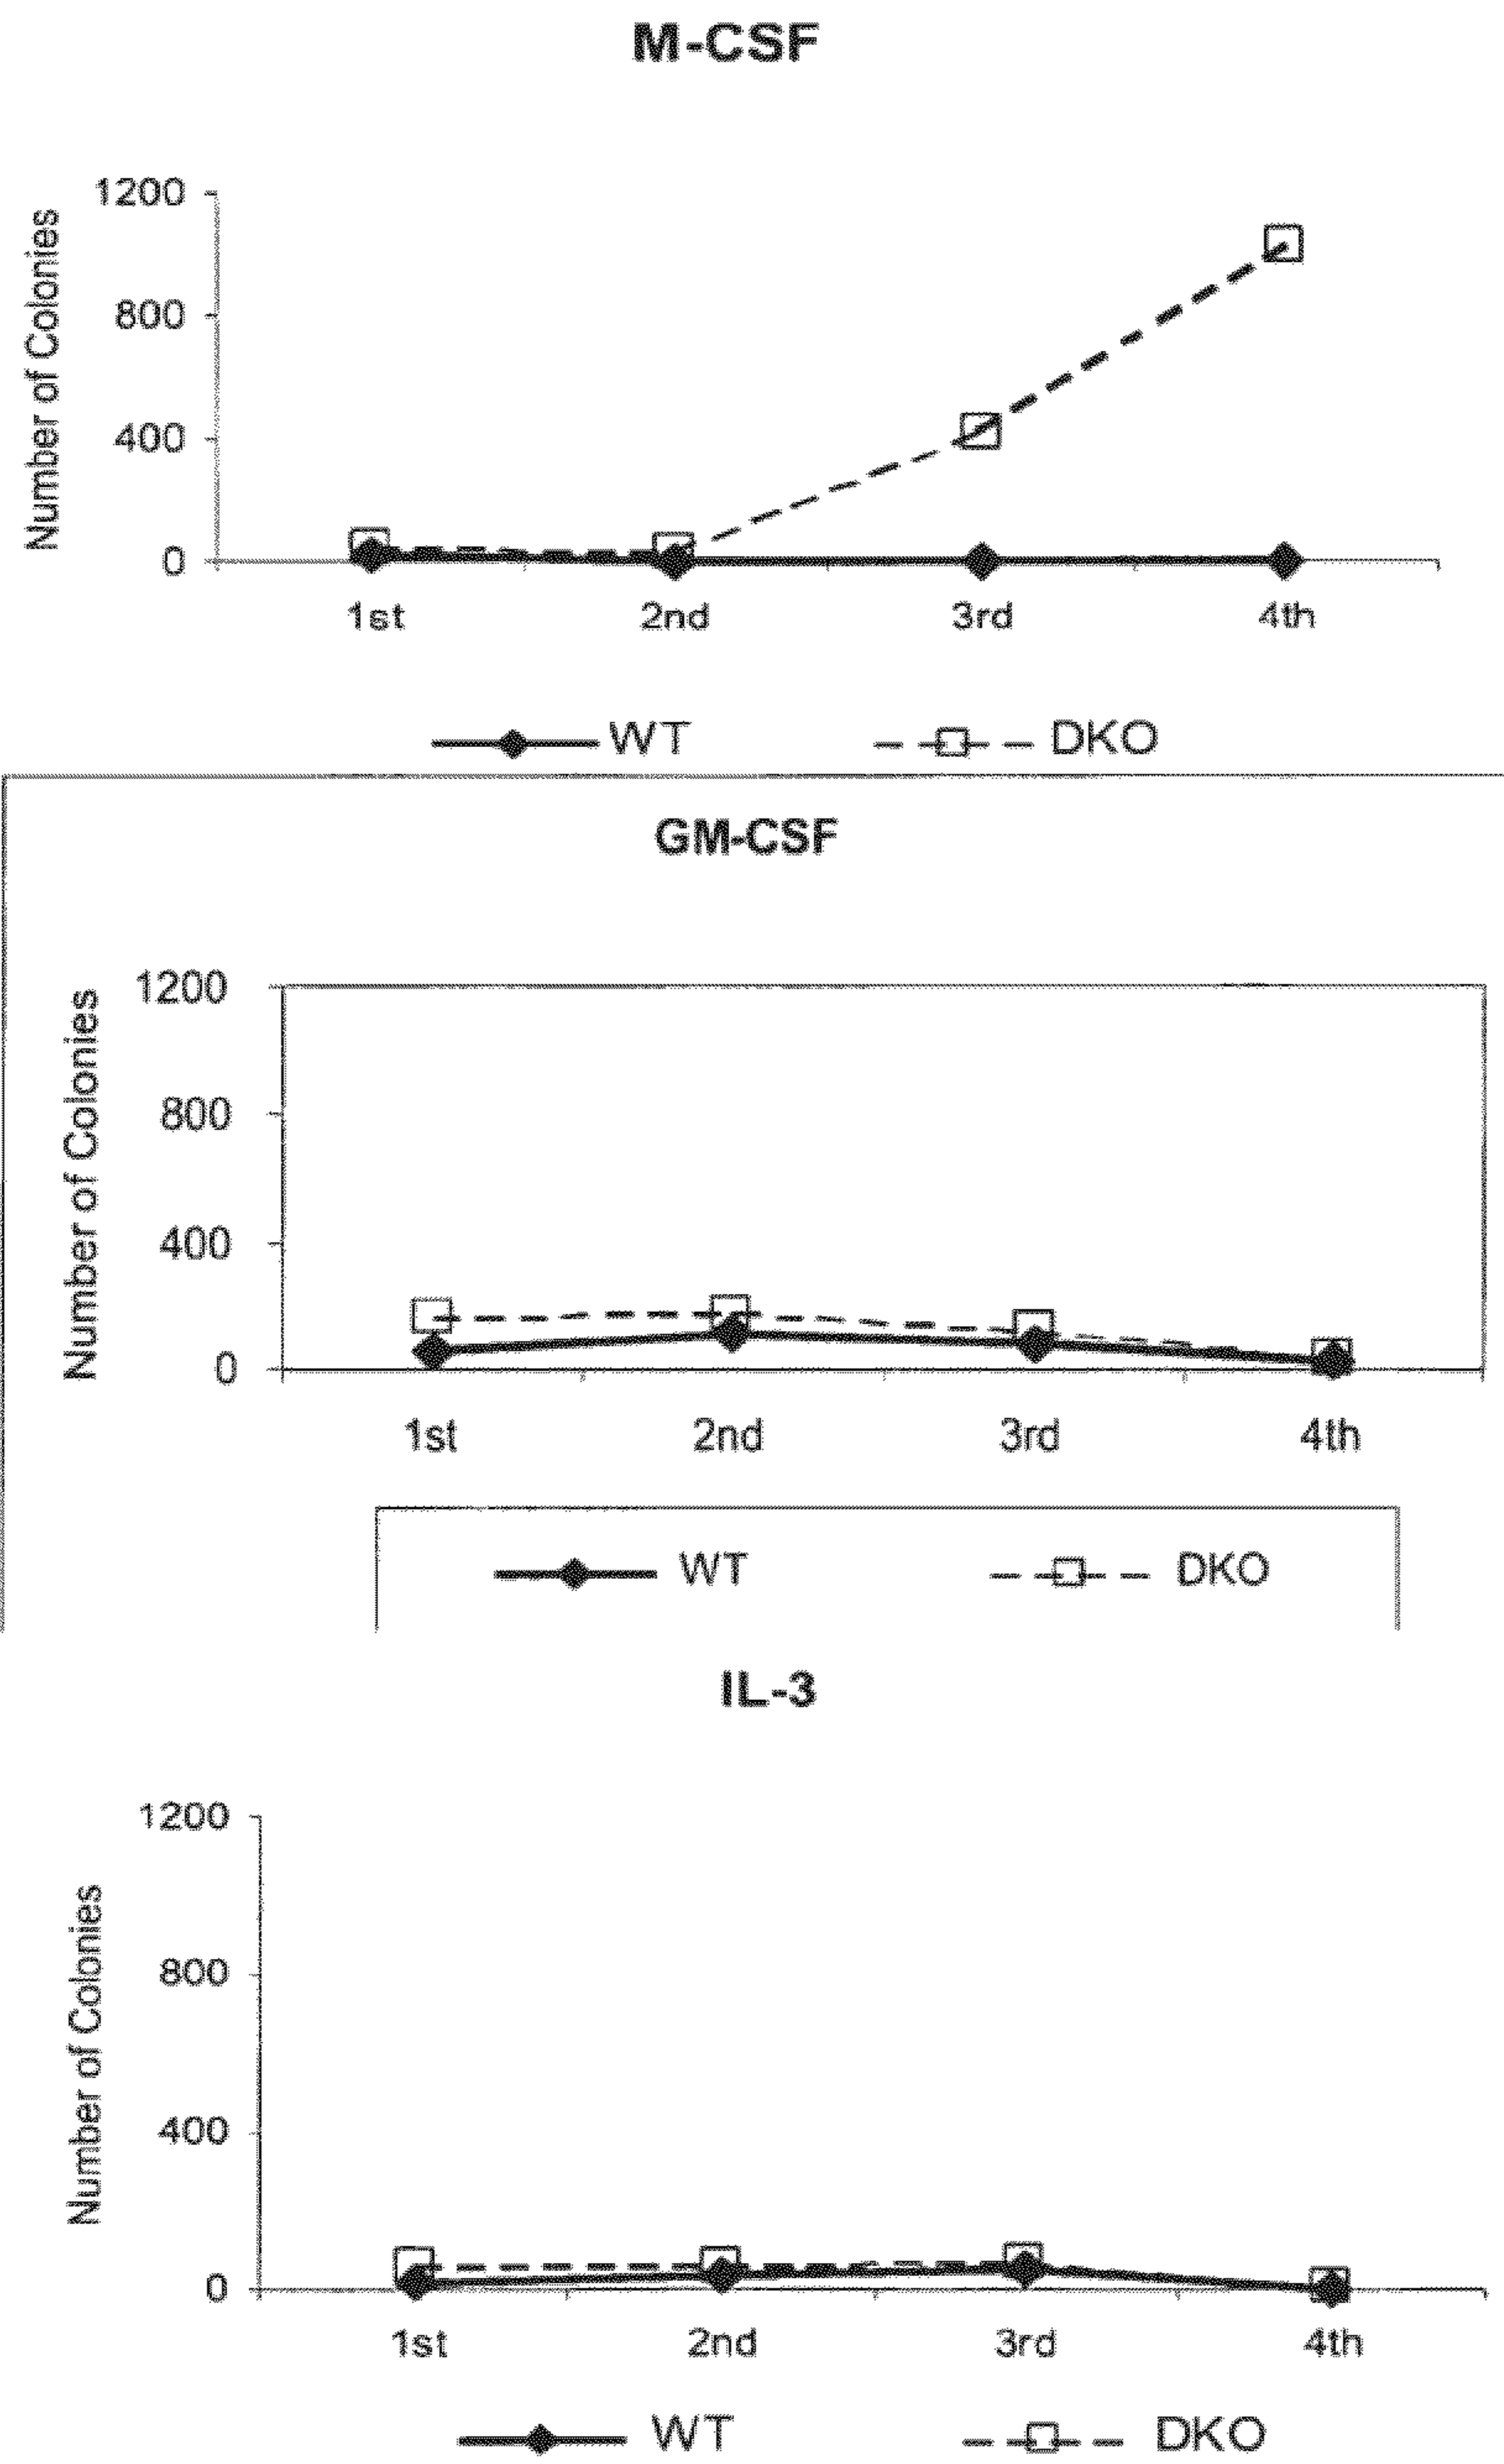 M-CSF
Number of Colonies
1200
800
400
0
1st 2nd 3rd 4th
WT DKO
GM-CSF
Number of Colonies
1200
800
400
0
1st 2nd 3rd 4th
WT DKO
IL-3
Number of Colonies
1200
800
400
0
1st 2nd 3rd 4th
WT DKO